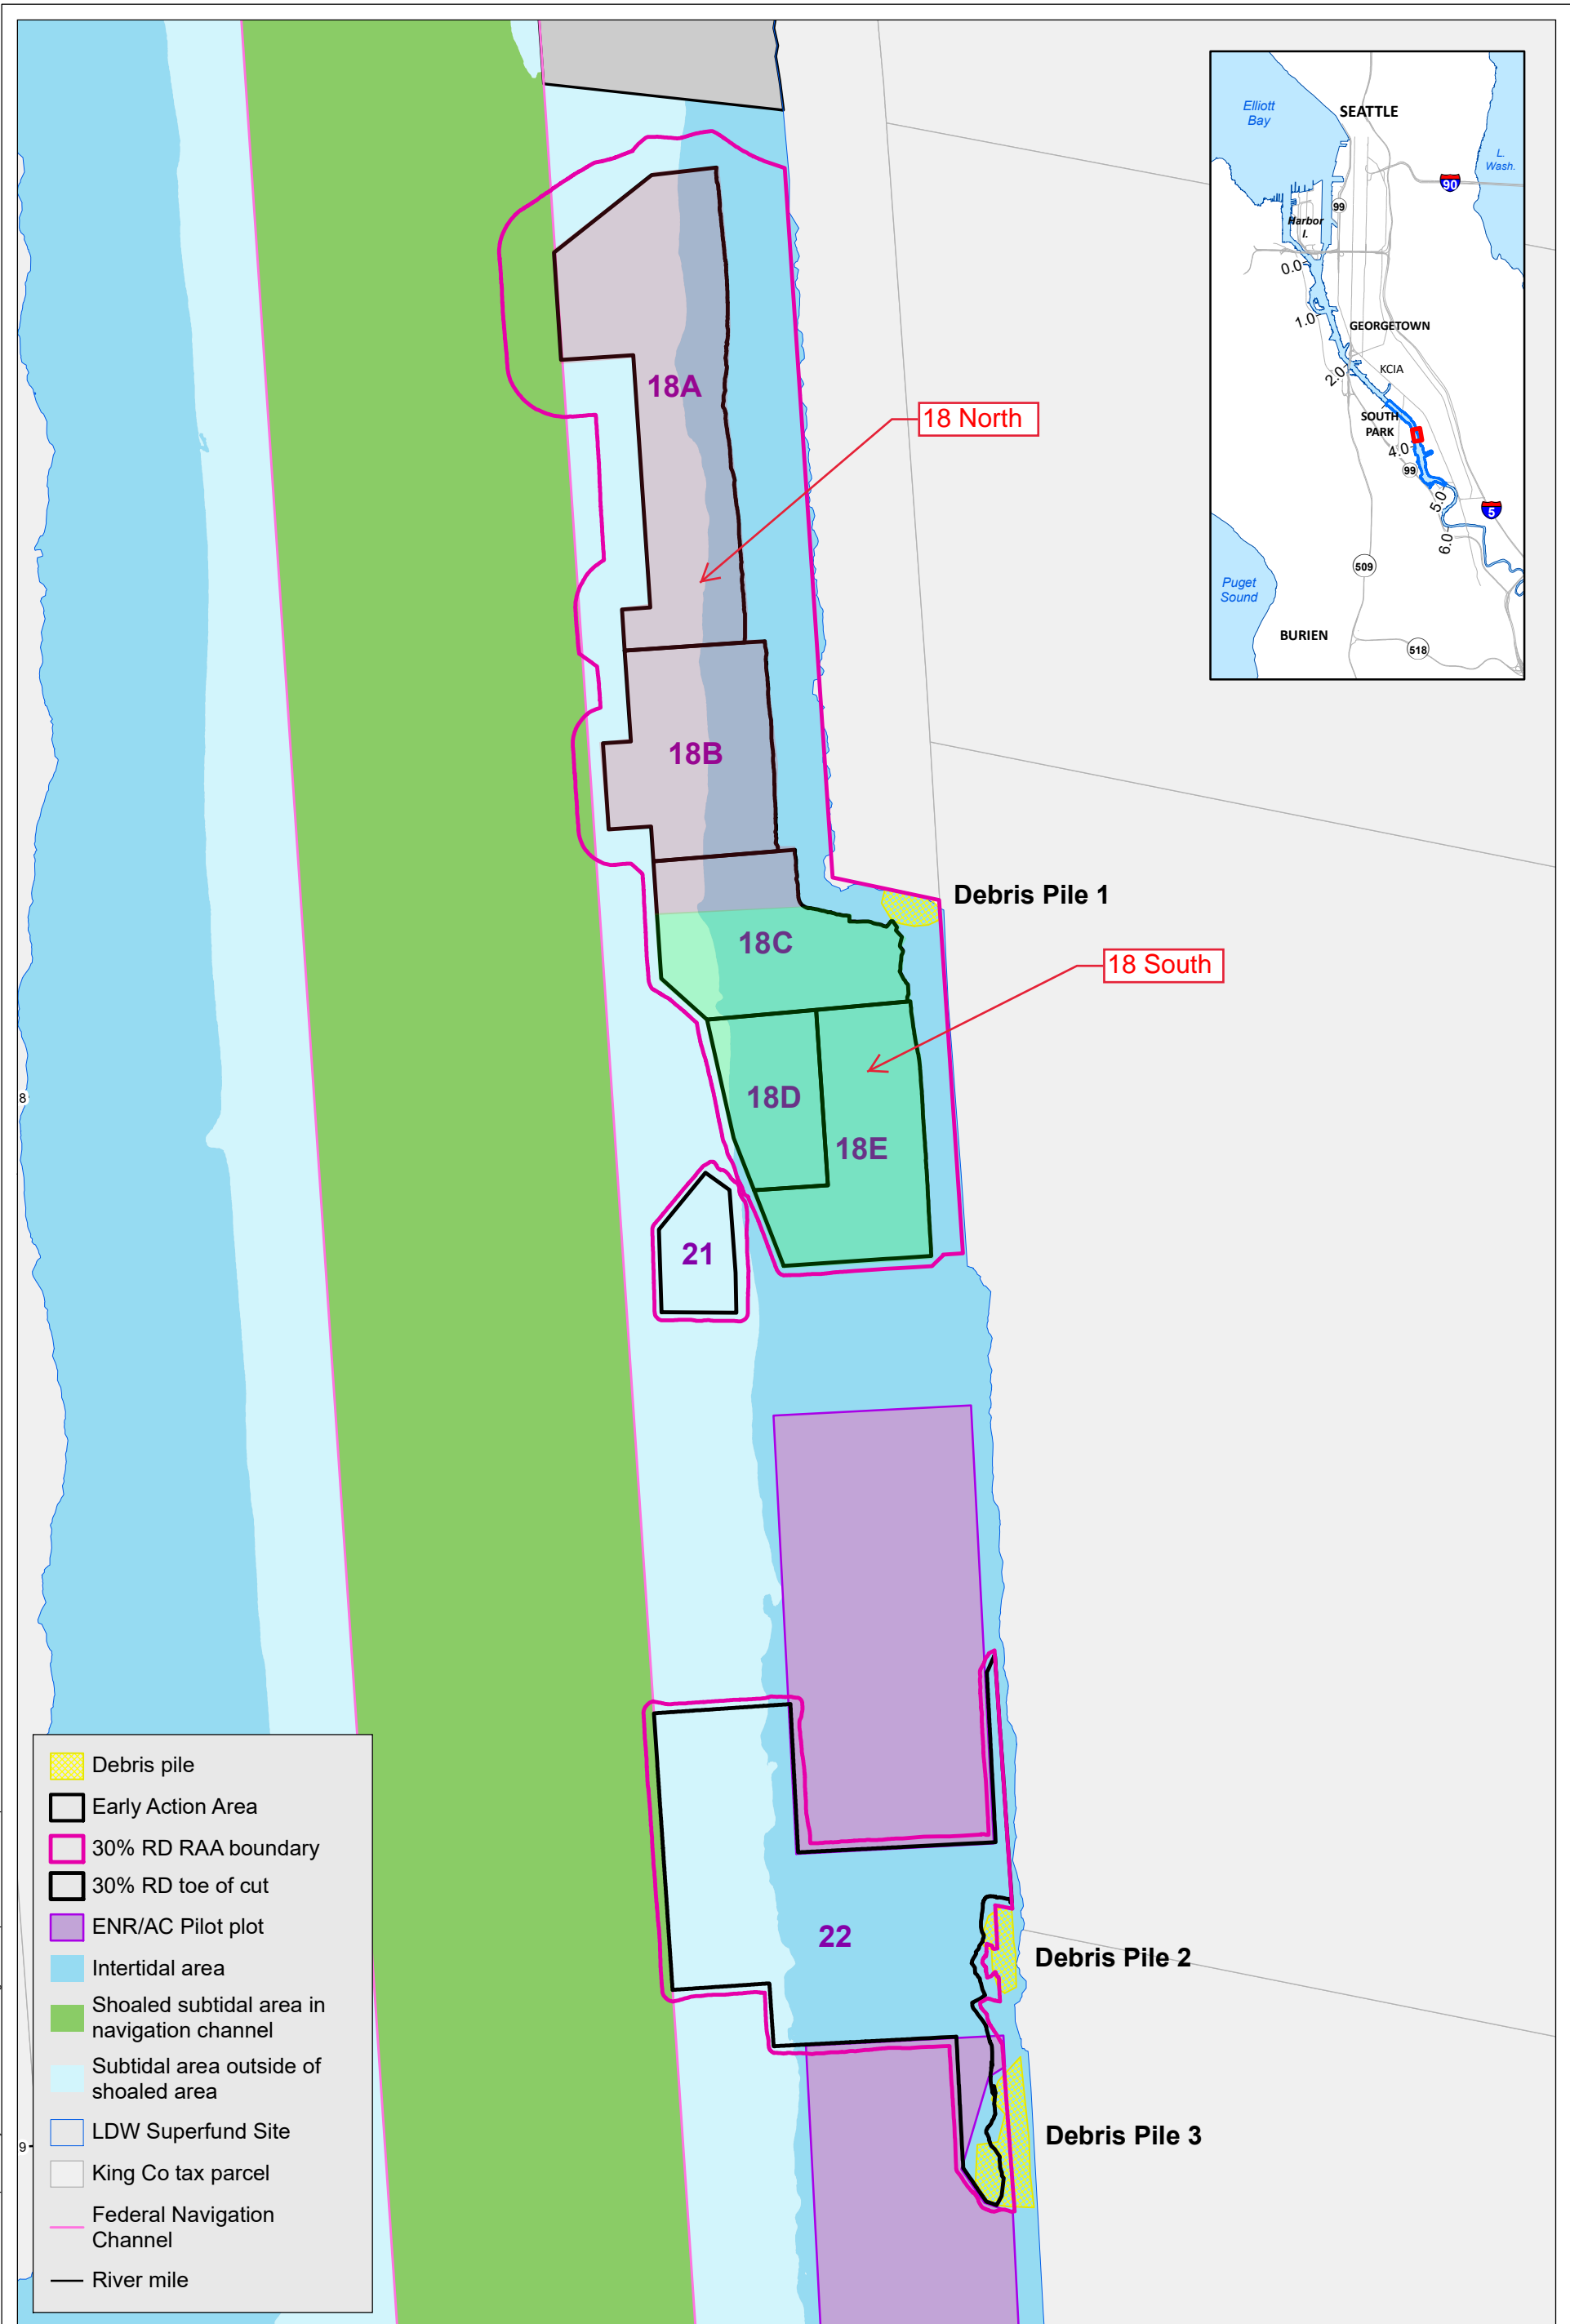 Elliott
Bay
SEATTLE
L.
Wash.
90
99
Harbor
I.
0.0
1.0
GEORGETOWN
2.0
KCIA
SOUTH
PARK
4.0
99
5.0
5
6.0
509
Puget
Sound
BURIEN
518
18A
18 North
18B
Debris Pile 1
18C
18 South
8
18D
18E
21
22
Debris Pile 2
Debris Pile 3
9
Debris pile
Early Action Area
30% RD RAA boundary
30% RD toe of cut
ENR/AC Pilot plot
Intertidal area
Shoaled subtidal area in
navigation channel
Subtidal area outside of
shoaled area
LDW Superfund Site
King Co tax parcel
Federal Navigation
Channel
River mile